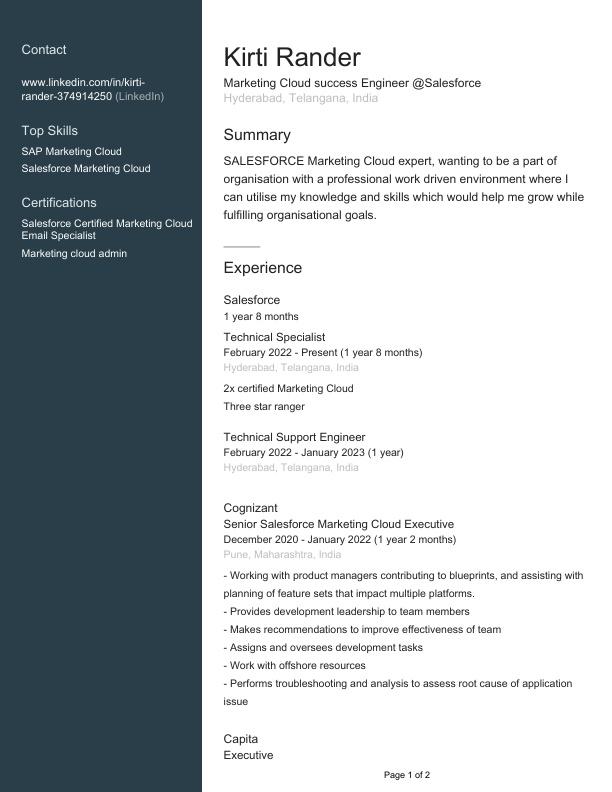 Contact
www.linkedin.com/in/kirti-
rander-374914250 (LinkedIn)
Top Skills
SAP Marketing Cloud
Salesforce Marketing Cloud
Certifications
Salesforce Certified Marketing Cloud
Email Specialist
Marketing cloud admin
Kirti Rander
Marketing Cloud success Engineer @Salesforce
Hyderabad, Telangana, India
Summary
SALESFORCE Marketing Cloud expert, wanting to be a part of
organisation with a professional work driven environment where I
can utilise my knowledge and skills which would help me grow while
fulfilling organisational goals.
Experience
Salesforce
1 year 8 months
Technical Specialist
February 2022 - Present (1 year 8 months)
Hyderabad, Telangana, India
2x certified Marketing Cloud
Three star ranger
Technical Support Engineer
February 2022 - January 2023 (1 year)
Hyderabad, Telangana, India
Cognizant
Senior Salesforce Marketing Cloud Executive
December 2020 - January 2022 (1 year 2 months)
Pune, Maharashtra, India
- Working with product managers contributing to blueprints, and assisting with
planning of feature sets that impact multiple platforms.
- Provides development leadership to team members
- Makes recommendations to improve effectiveness of team
- Assigns and oversees development tasks
- Work with offshore resources
- Performs troubleshooting and analysis to assess root cause of application
issue
Capita
Executive
Page 1 of 2